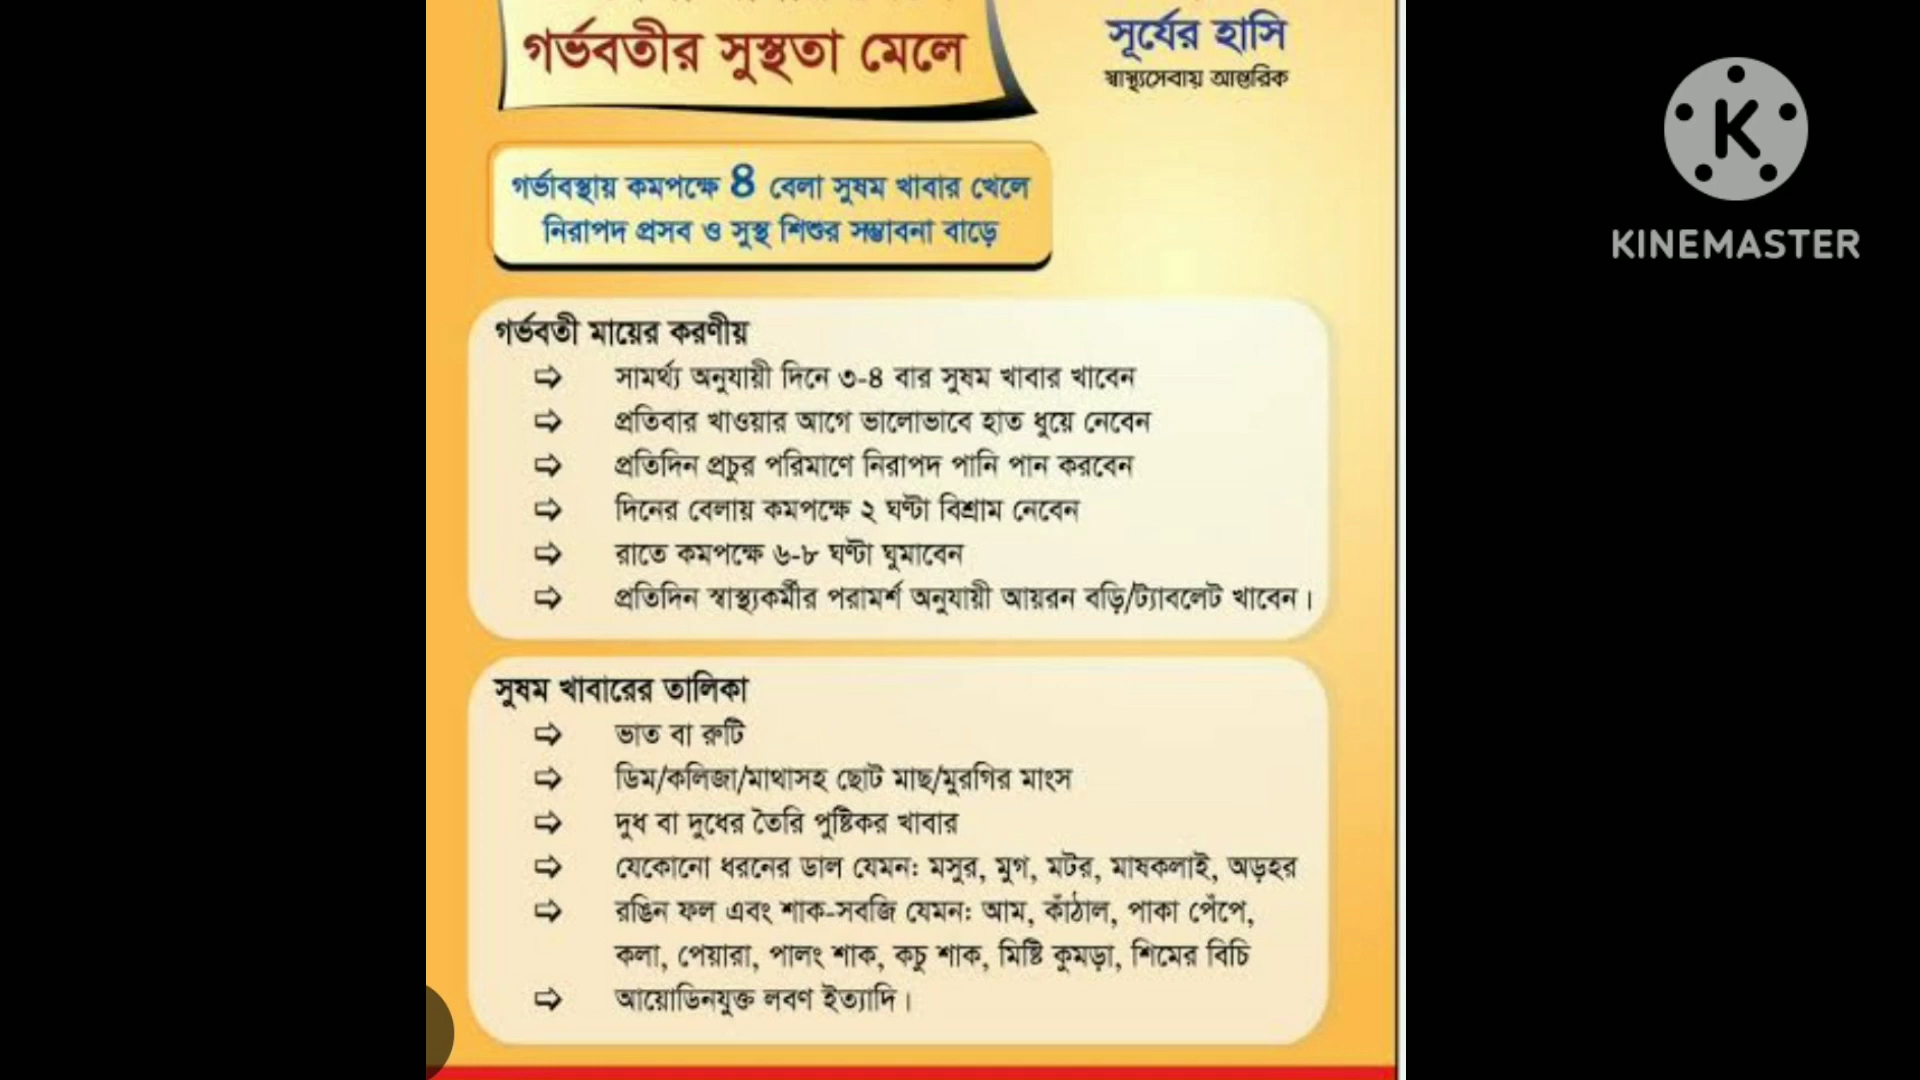 গর্ভবতীর সুস্থতা মেলে
সূর্যের হাসি
স্বাস্থ্যসেবায় আন্তরিক
KINEMASTER
গর্ভাবস্থায় কমপক্ষে ৪ বেলা সুষম খাবার খেলে
নিরাপদ প্রসব ও সুস্থ শিশুর সম্ভাবনা বাড়ে
গর্ভবতী মায়ের করণীয়
⇨ সামর্থ্য অনুযায়ী দিনে ৩-৪ বার সুষম খাবার খাবেন
⇨ প্রতিবার খাওয়ার আগে ভালোভাবে হাত ধুয়ে নেবেন
⇨ প্রতিদিন প্রচুর পরিমাণে নিরাপদ পানি পান করবেন
⇨ দিনের বেলায় কমপক্ষে ২ ঘণ্টা বিশ্রাম নেবেন
⇨ রাতে কমপক্ষে ৬-৮ ঘণ্টা ঘুমাবেন
⇨ প্রতিদিন স্বাস্থ্যকর্মীর পরামর্শ অনুযায়ী আয়রন বড়ি/ট্যাবলেট খাবেন।
সুষম খাবারের তালিকা
⇨ ভাত বা রুটি
⇨ ডিম/কলিজা/মাথাসহ ছোট মাছ/মুরগির মাংস
⇨ দুধ বা দুধের তৈরি পুষ্টিকর খাবার
⇨ যেকোনো ধরনের ডাল যেমন: মসুর, মুগ, মটর, মাষকলাই, অড়হর
⇨ রঙিন ফল এবং শাক-সবজি যেমন: আম, কাঁঠাল, পাকা পেঁপে,
কলা, পেয়ারা, পালং শাক, কচু শাক, মিষ্টি কুমড়া, শিমের বিচি
⇨ আয়োডিনযুক্ত লবণ ইত্যাদি।